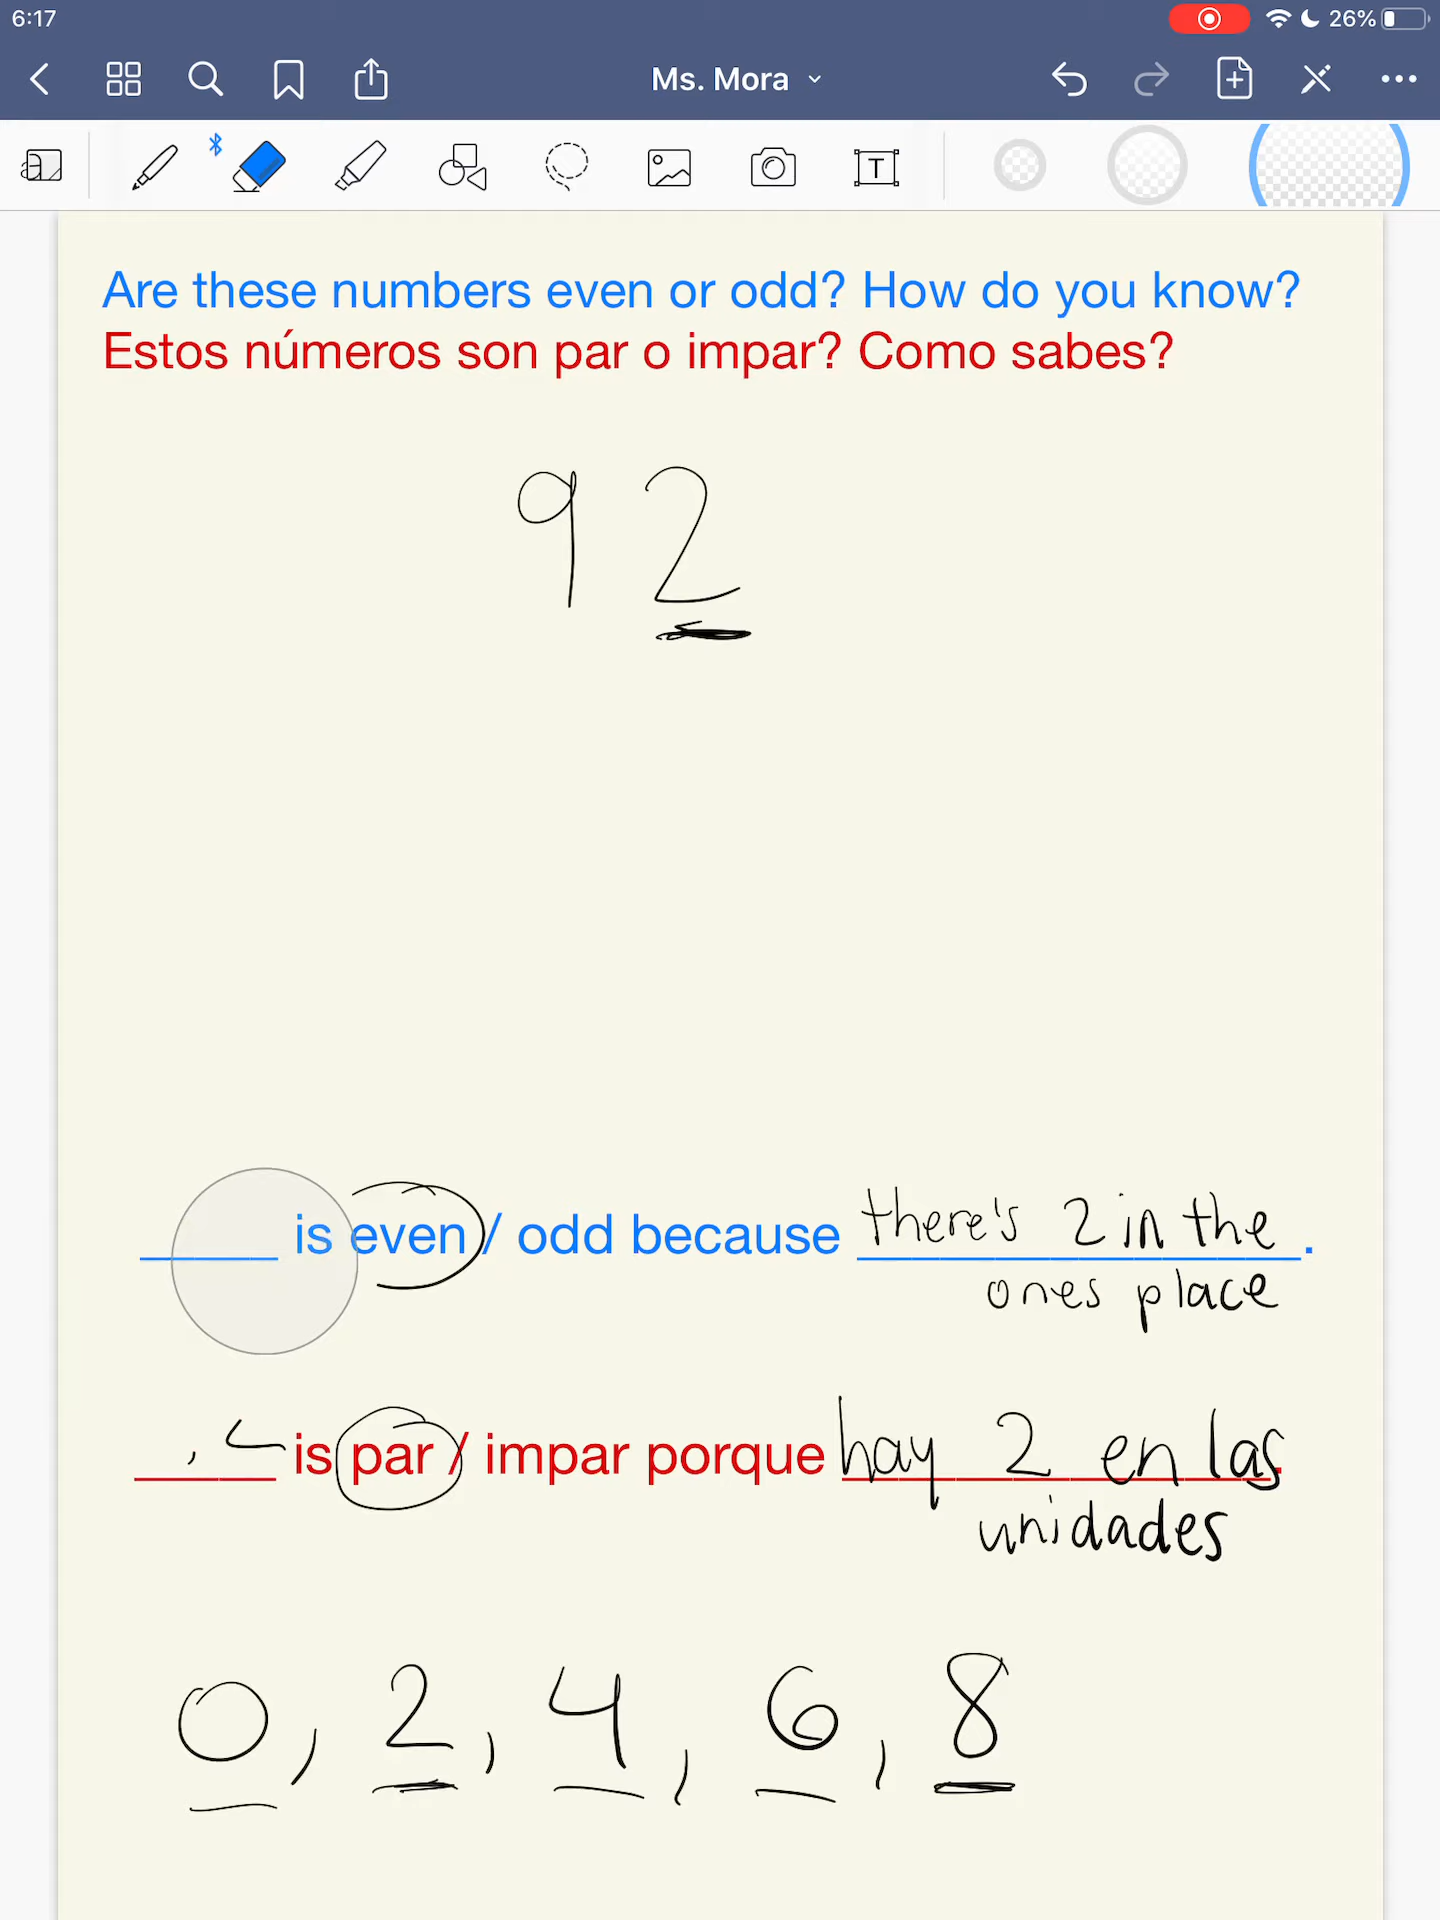 6:17
26%
Ms. Mora
T
Are these numbers even or odd? How do you know?
Estos números son par o impar? Como sabes?
92
_____ is even / odd because there's 2 in the
ones place.
_____ is par / impar porque hay 2 en las
unidades.
0, 2, 4, 6, 8